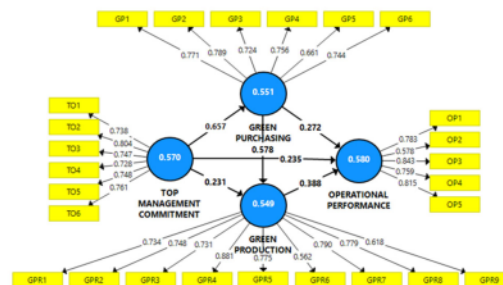 GP1 GP2 GP3 GP4 GP5 GP6
0.771 0.789 0.724 0.756 0.661 0.744
0.551
GREEN
PURCHASING
0.657 0.578 0.272
TO1
TO2
TO3
TO4
TO5
TO6
0.738
0.804
0.747
0.728
0.748
0.761
0.570
TOP
MANAGEMENT
COMMITMENT
0.235
0.231
0.388
0.580
OPERATIONAL
PERFORMANCE
0.783
0.578
0.843
0.759
0.815
OP1
OP2
OP3
OP4
OP5
0.549
GREEN
PRODUCTION
0.734 0.748 0.731 0.881 0.775 0.562 0.790 0.779 0.618
GPR1 GPR2 GPR3 GPR4 GPR5 GPR6 GPR7 GPR8 GPR9